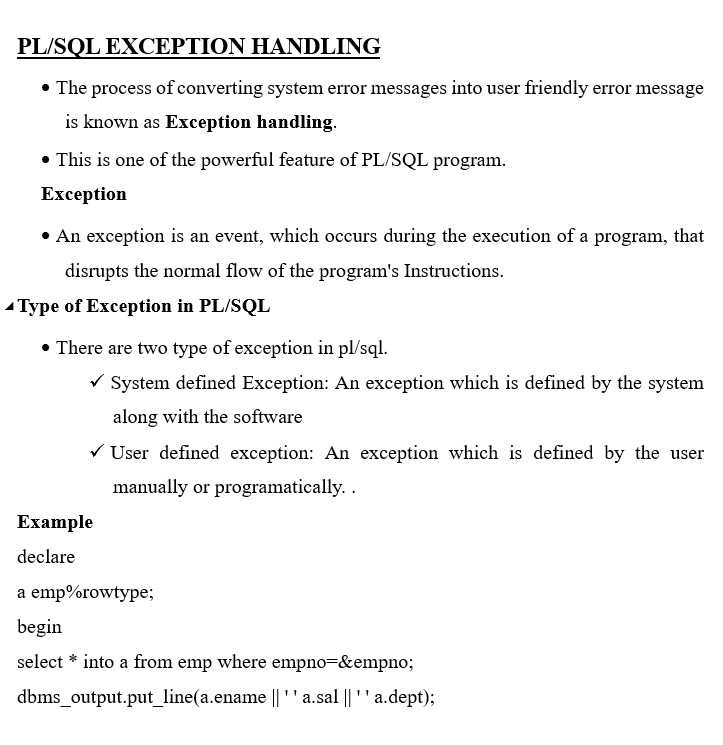 PL/SQL EXCEPTION HANDLING
• The process of converting system error messages into user friendly error message
is known as Exception handling.
• This is one of the powerful feature of PL/SQL program.
Exception
• An exception is an event, which occurs during the execution of a program, that
disrupts the normal flow of the program's Instructions.
Type of Exception in PL/SQL
• There are two type of exception in pl/sql.
✓ System defined Exception: An exception which is defined by the system
along with the software
✓ User defined exception: An exception which is defined by the user
manually or programatically. .
Example
declare
a emp%rowtype;
begin
select * into a from emp where empno=&empno;
dbms_output.put_line(a.ename || ' ' a.sal || ' ' a.dept);